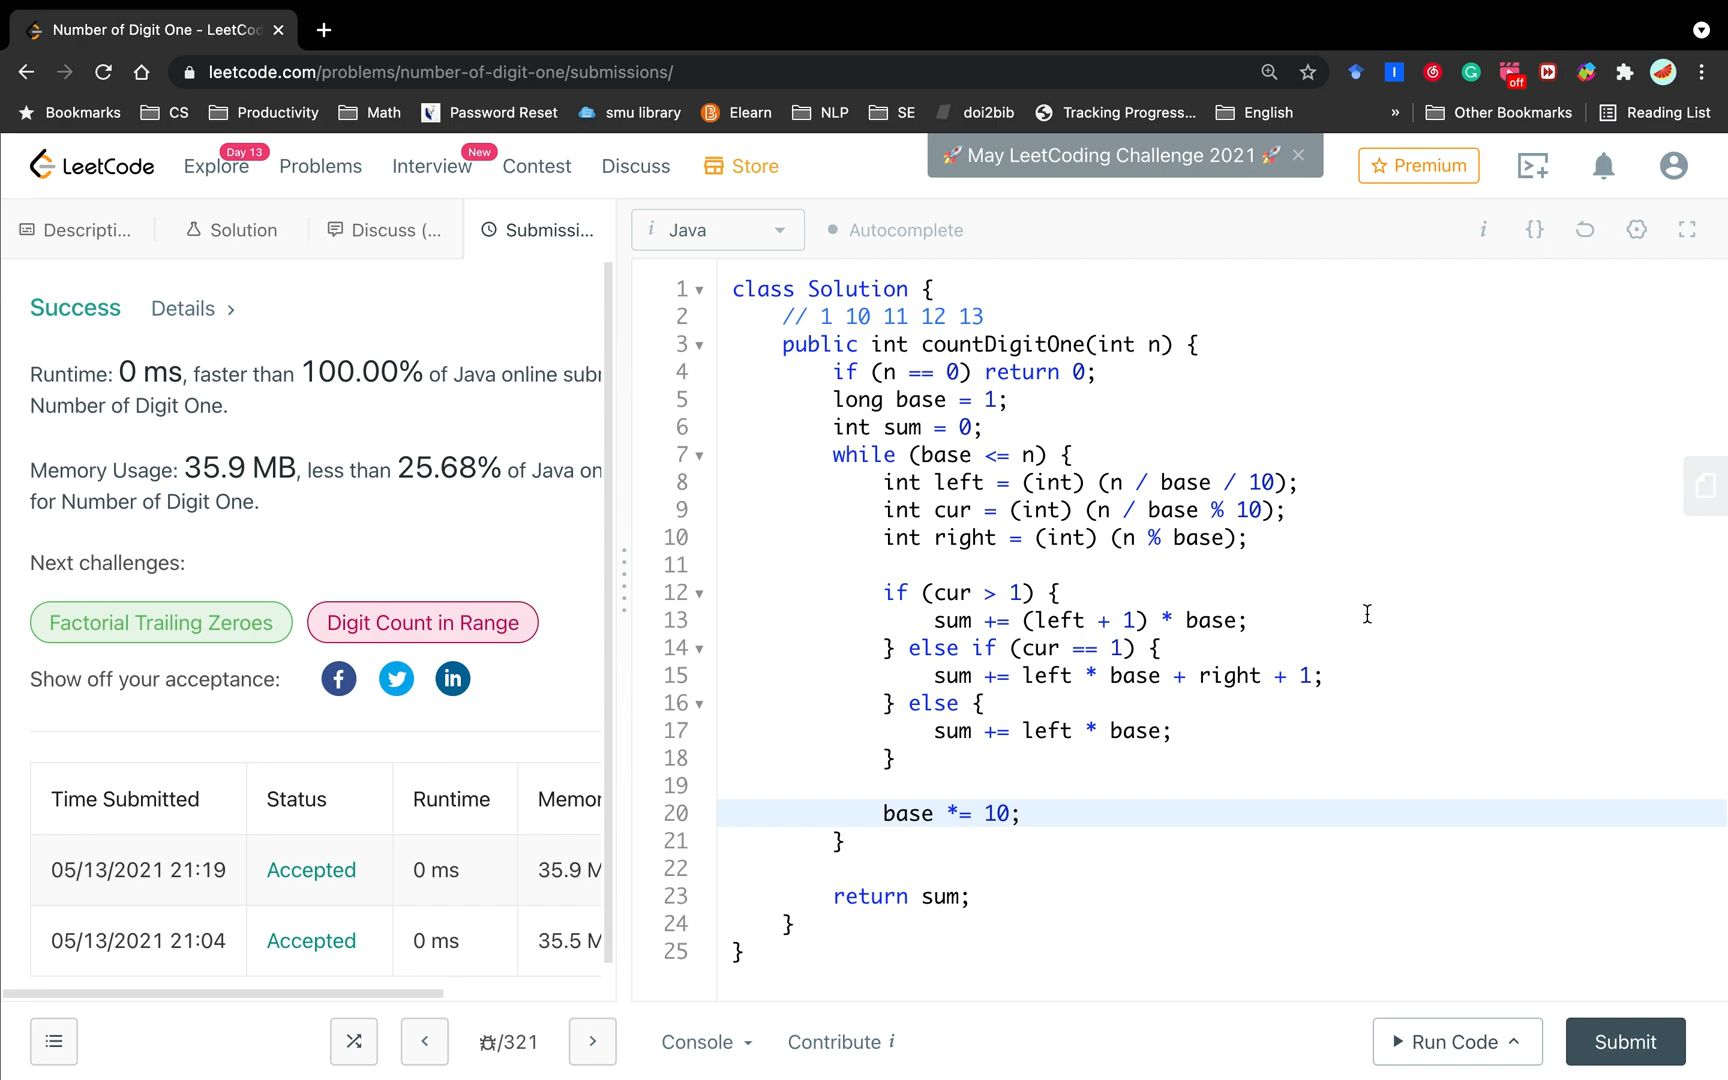 Number of Digit One - LeetCo
leetcode.com/problems/number-of-digit-one/submissions/
off
Bookmarks CS Productivity Math Password Reset smu library Elearn NLP SE doi2bib Tracking Progress... English » Other Bookmarks Reading List
LeetCode Explore Day 13 Problems Interview New Contest Discuss Store 🚀 May LeetCoding Challenge 2021 🚀 Premium
Descripti... Solution Discuss (... Submissi... i Java Autocomplete i {}
Success Details >
Runtime: 0 ms, faster than 100.00% of Java online subr
Number of Digit One.
Memory Usage: 35.9 MB, less than 25.68% of Java on
for Number of Digit One.
Next challenges:
Factorial Trailing Zeroes Digit Count in Range
Show off your acceptance: f in
Time Submitted Status Runtime Memor
05/13/2021 21:19 Accepted 0 ms 35.9 M
05/13/2021 21:04 Accepted 0 ms 35.5 M
1 class Solution {
2 // 1 10 11 12 13
3 public int countDigitOne(int n) {
4 if (n == 0) return 0;
5 long base = 1;
6 int sum = 0;
7 while (base <= n) {
8 int left = (int) (n / base / 10);
9 int cur = (int) (n / base % 10);
10 int right = (int) (n % base);
11
12 if (cur > 1) {
13 sum += (left + 1) * base;
14 } else if (cur == 1) {
15 sum += left * base + right + 1;
16 } else {
17 sum += left * base;
18 }
19
20 base *= 10;
21 }
22
23 return sum;
24 }
25 }
/321 Console Contribute i Run Code Submit